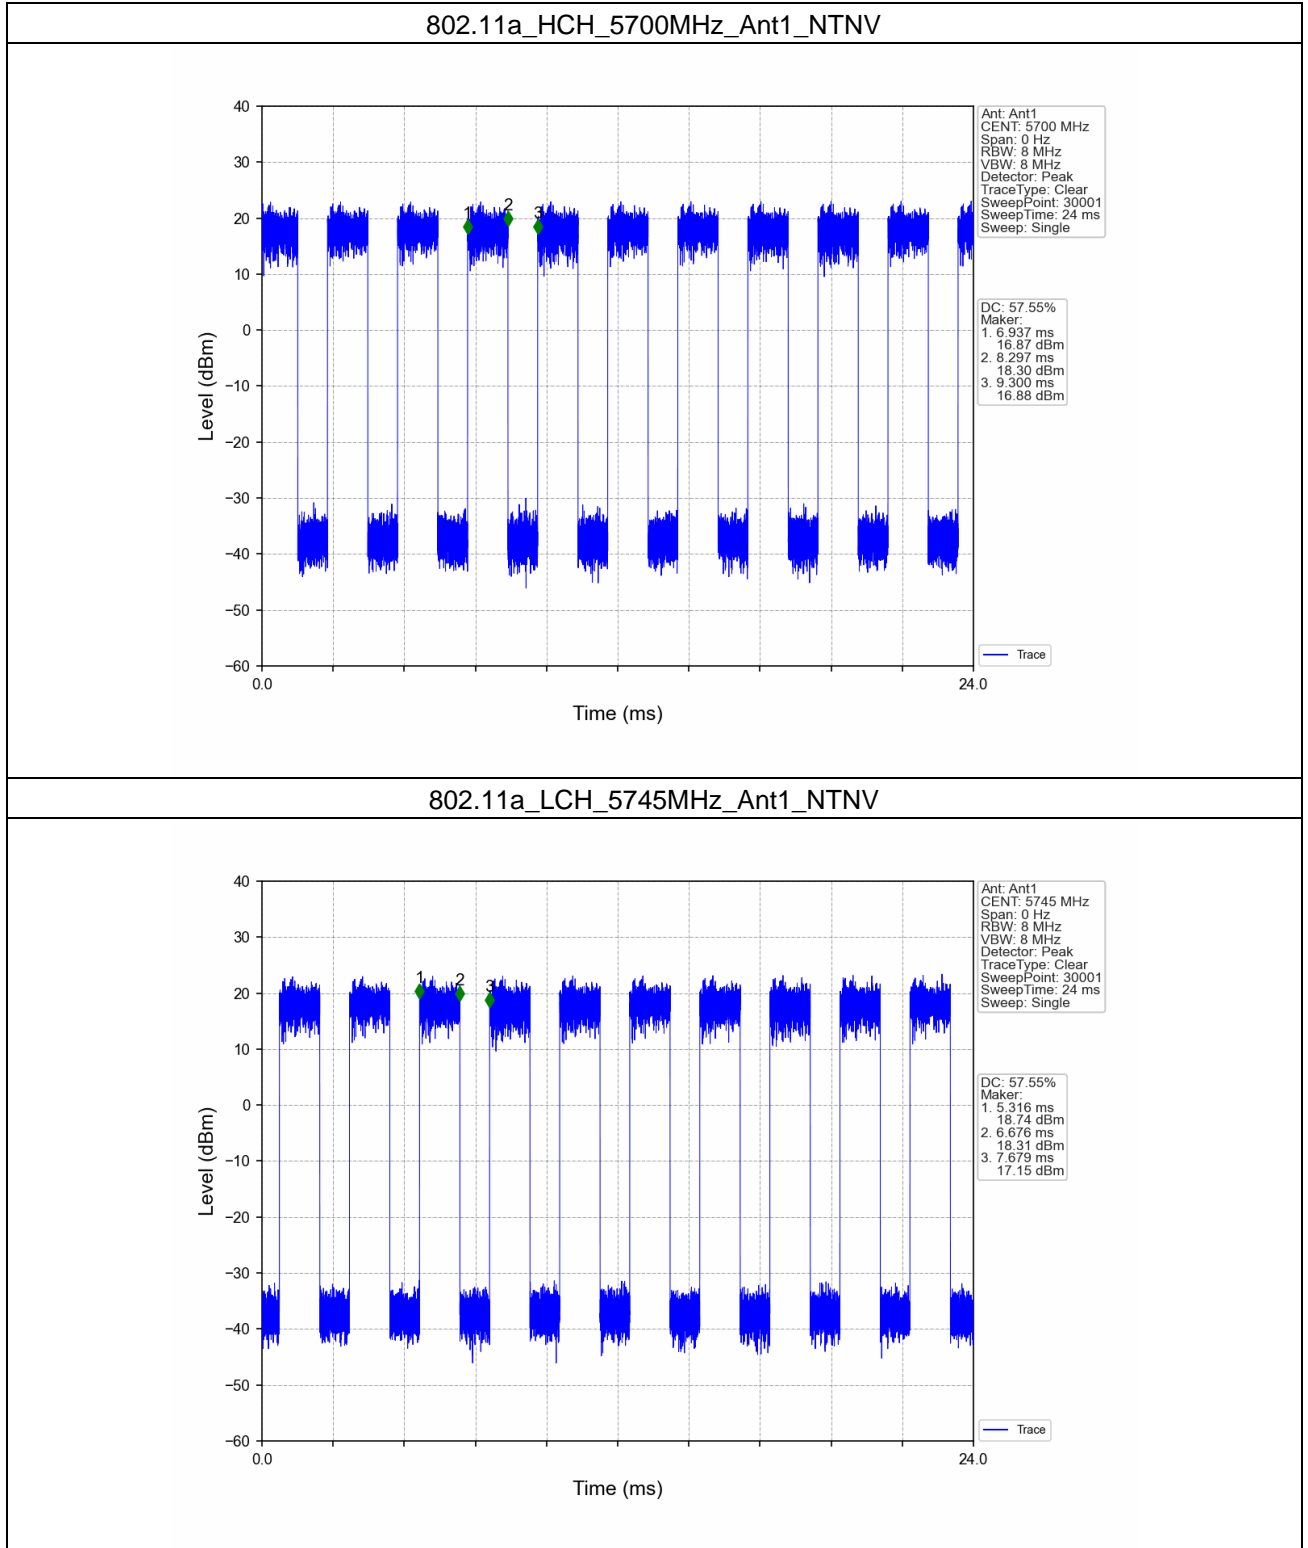 802.11a_HCH_5700MHz_Ant1_NTNV
40
30
20
10
0
−10
−20
−30
−40
−50
−60
Level (dBm)
0.0
24.0
Time (ms)
1
2
3
Ant: Ant1
CENT: 5700 MHz
Span: 0 Hz
RBW: 8 MHz
VBW: 8 MHz
Detector: Peak
TraceType: Clear
SweepPoint: 30001
SweepTime: 24 ms
Sweep: Single
DC: 57.55%
Maker:
1. 6.937 ms
16.87 dBm
2. 8.297 ms
18.30 dBm
3. 9.300 ms
16.88 dBm
Trace
802.11a_LCH_5745MHz_Ant1_NTNV
40
30
20
10
0
−10
−20
−30
−40
−50
−60
Level (dBm)
0.0
24.0
Time (ms)
1
2
3
Ant: Ant1
CENT: 5745 MHz
Span: 0 Hz
RBW: 8 MHz
VBW: 8 MHz
Detector: Peak
TraceType: Clear
SweepPoint: 30001
SweepTime: 24 ms
Sweep: Single
DC: 57.55%
Maker:
1. 5.316 ms
18.74 dBm
2. 6.676 ms
18.31 dBm
3. 7.679 ms
17.15 dBm
Trace